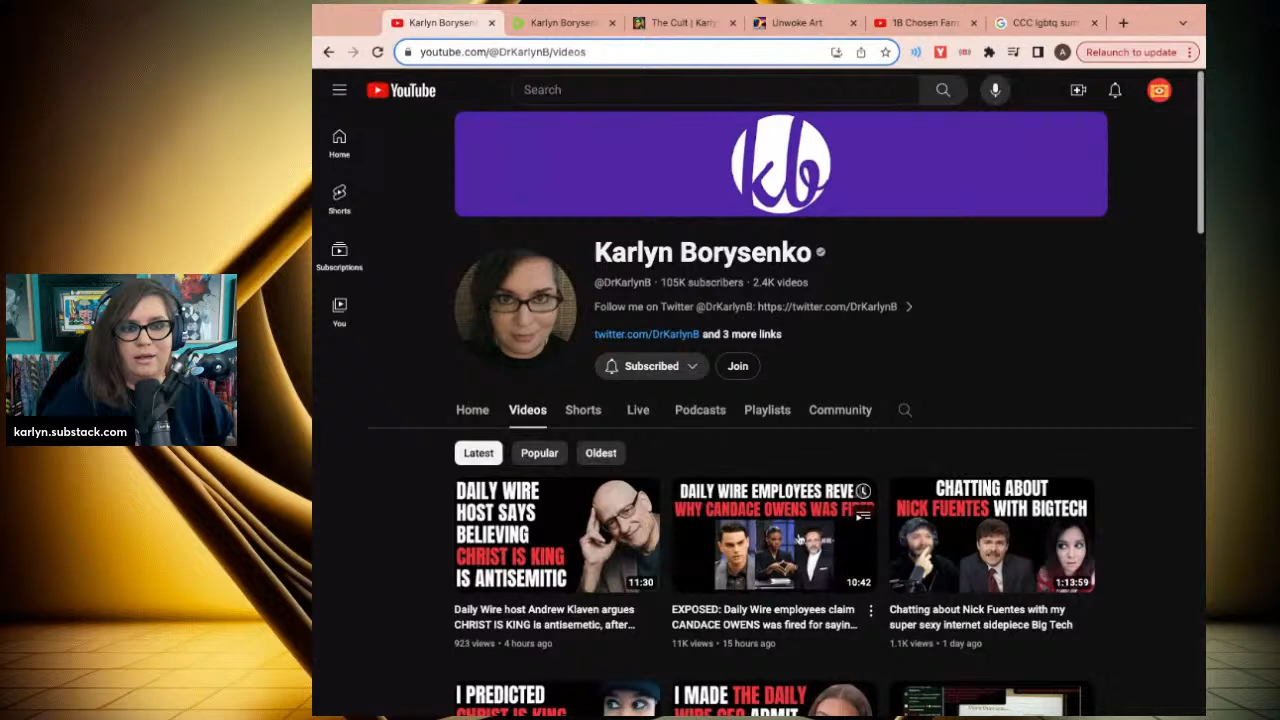 Karlyn Borysen
Karlyn Borysen
The Cult | Karly
Unwoke Art
1B Chosen Fam
CCC lgbtq sum
youtube.com/@DrKarlynB/videos
A
Relaunch to update
YouTube
Search
Home
Shorts
Subscriptions
You
kb
Karlyn Borysenko
@DrKarlynB · 105K subscribers · 2.4K videos
Follow me on Twitter @DrKarlynB: https://twitter.com/DrKarlynB
twitter.com/DrKarlynB and 3 more links
Subscribed
Join
Home
Videos
Shorts
Live
Podcasts
Playlists
Community
Latest
Popular
Oldest
DAILY WIRE
HOST SAYS
BELIEVING
CHRIST IS KING
IS ANTISEMITIC
11:30
Daily Wire host Andrew Klaven argues
CHRIST IS KING is antisemetic, after...
923 views · 4 hours ago
DAILY WIRE EMPLOYEES REVE
WHY CANDACE OWENS WAS FI
10:42
EXPOSED: Daily Wire employees claim
CANDACE OWENS was fired for sayin...
11K views · 15 hours ago
CHATTING ABOUT
NICK FUENTES WITH BIGTECH
1:13:59
Chatting about Nick Fuentes with my
super sexy internet sidepiece Big Tech
1.1K views · 1 day ago
I PREDICTED
CHRIST IS KING
I MADE THE DAILY
WIRE CEO ADMIT
karlyn.substack.com